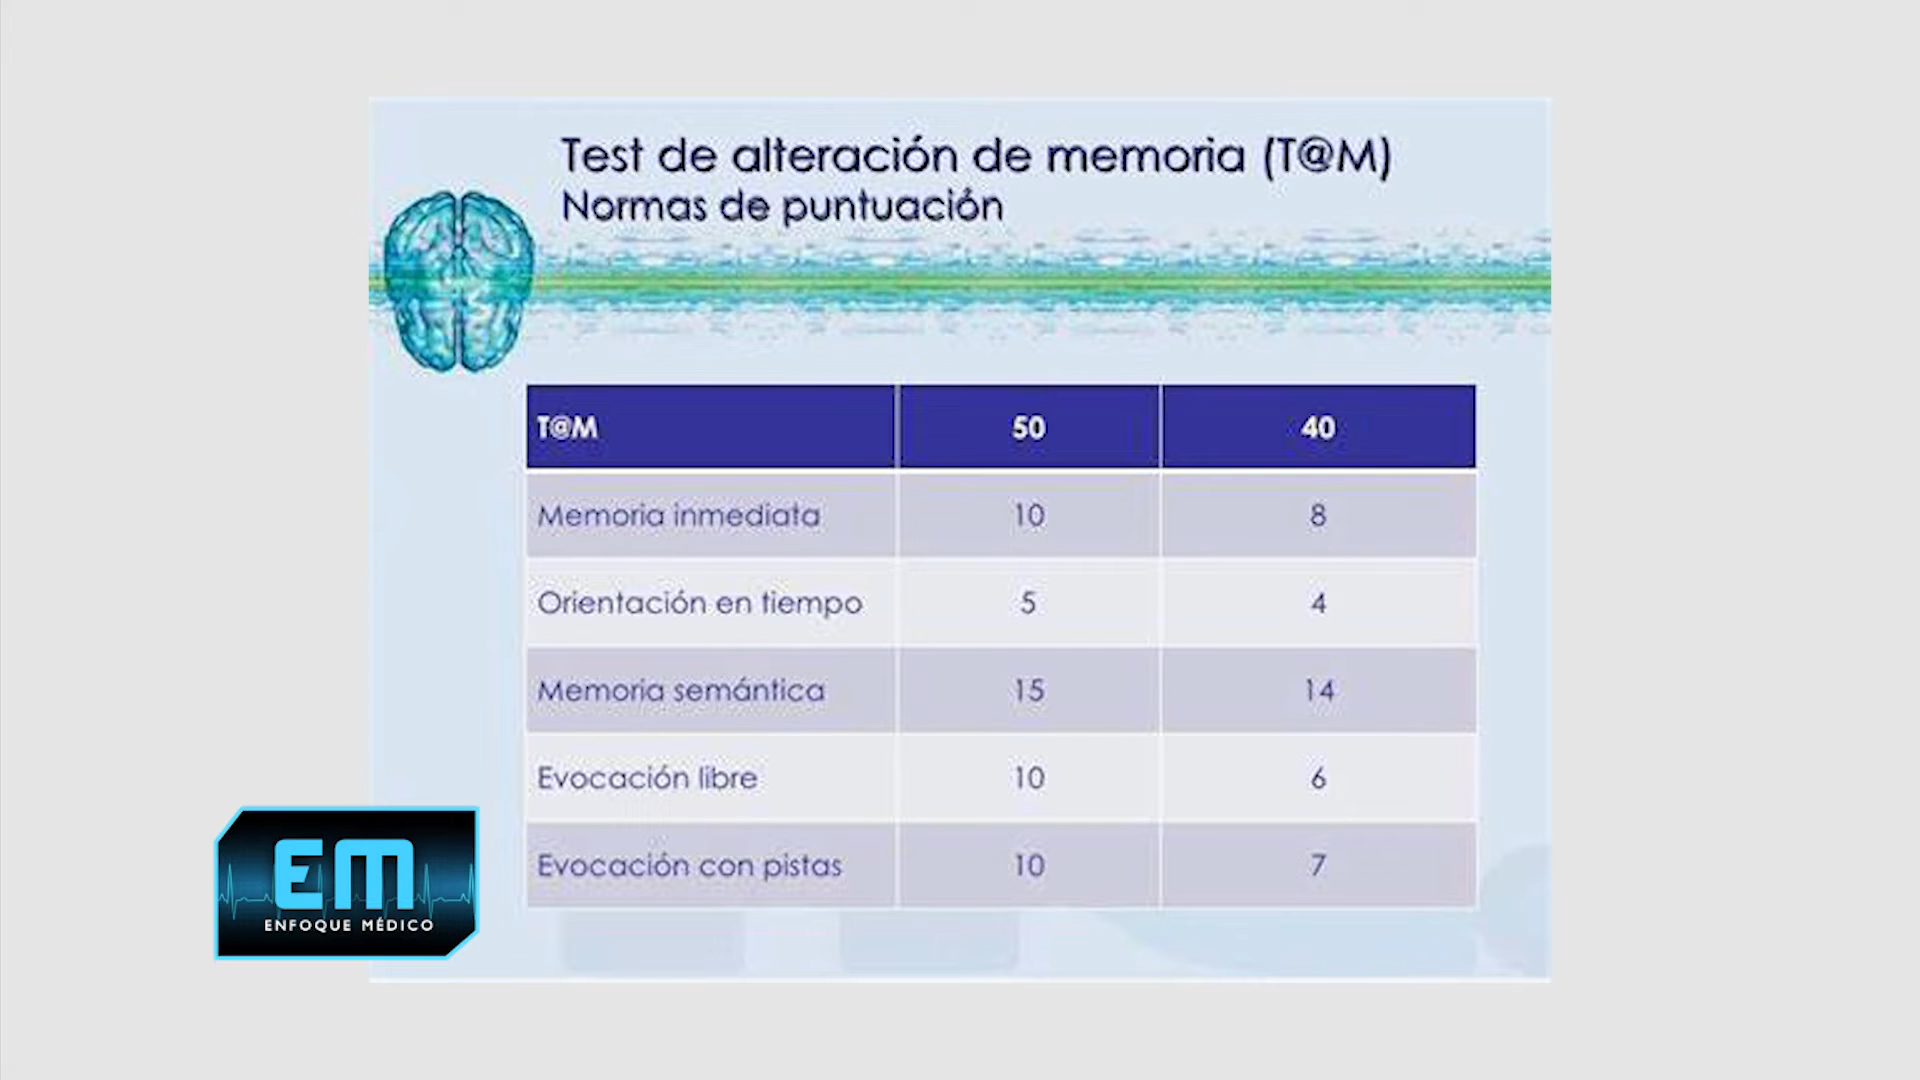 Test de alteración de memoria (T@M)
Normas de puntuación
T@M 50 40
Memoria inmediata 10 8
Orientación en tiempo 5 4
Memoria semántica 15 14
Evocación libre 10 6
Evocación con pistas 10 7
EM
ENFOQUE MÉDICO